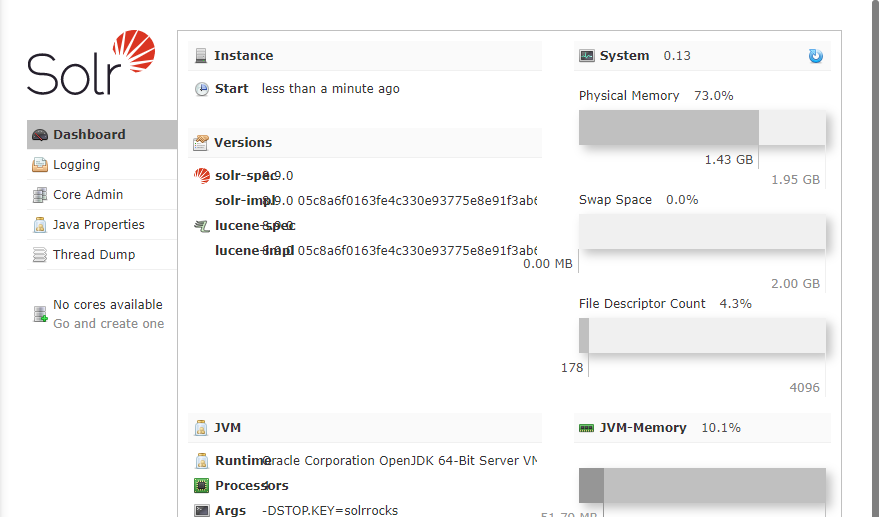 Solr
Dashboard
Logging
Core Admin
Java Properties
Thread Dump
No cores available
Go and create one
Instance
Start less than a minute ago
Versions
solr-spec 8.9.0
solr-impl 8.9.0 05c8a6f0163fe4c330e93775e8e91f3ab6
lucene-spec 8.9.0
lucene-impl 8.9.0 05c8a6f0163fe4c330e93775e8e91f3ab6
JVM
Runtime Oracle Corporation OpenJDK 64-Bit Server VM
Processors
Args -DSTOP.KEY=solrrocks
System 0.13
Physical Memory 73.0%
1.43 GB
1.95 GB
Swap Space 0.0%
0.00 MB
2.00 GB
File Descriptor Count 4.3%
178
4096
JVM-Memory 10.1%
51.70 MB